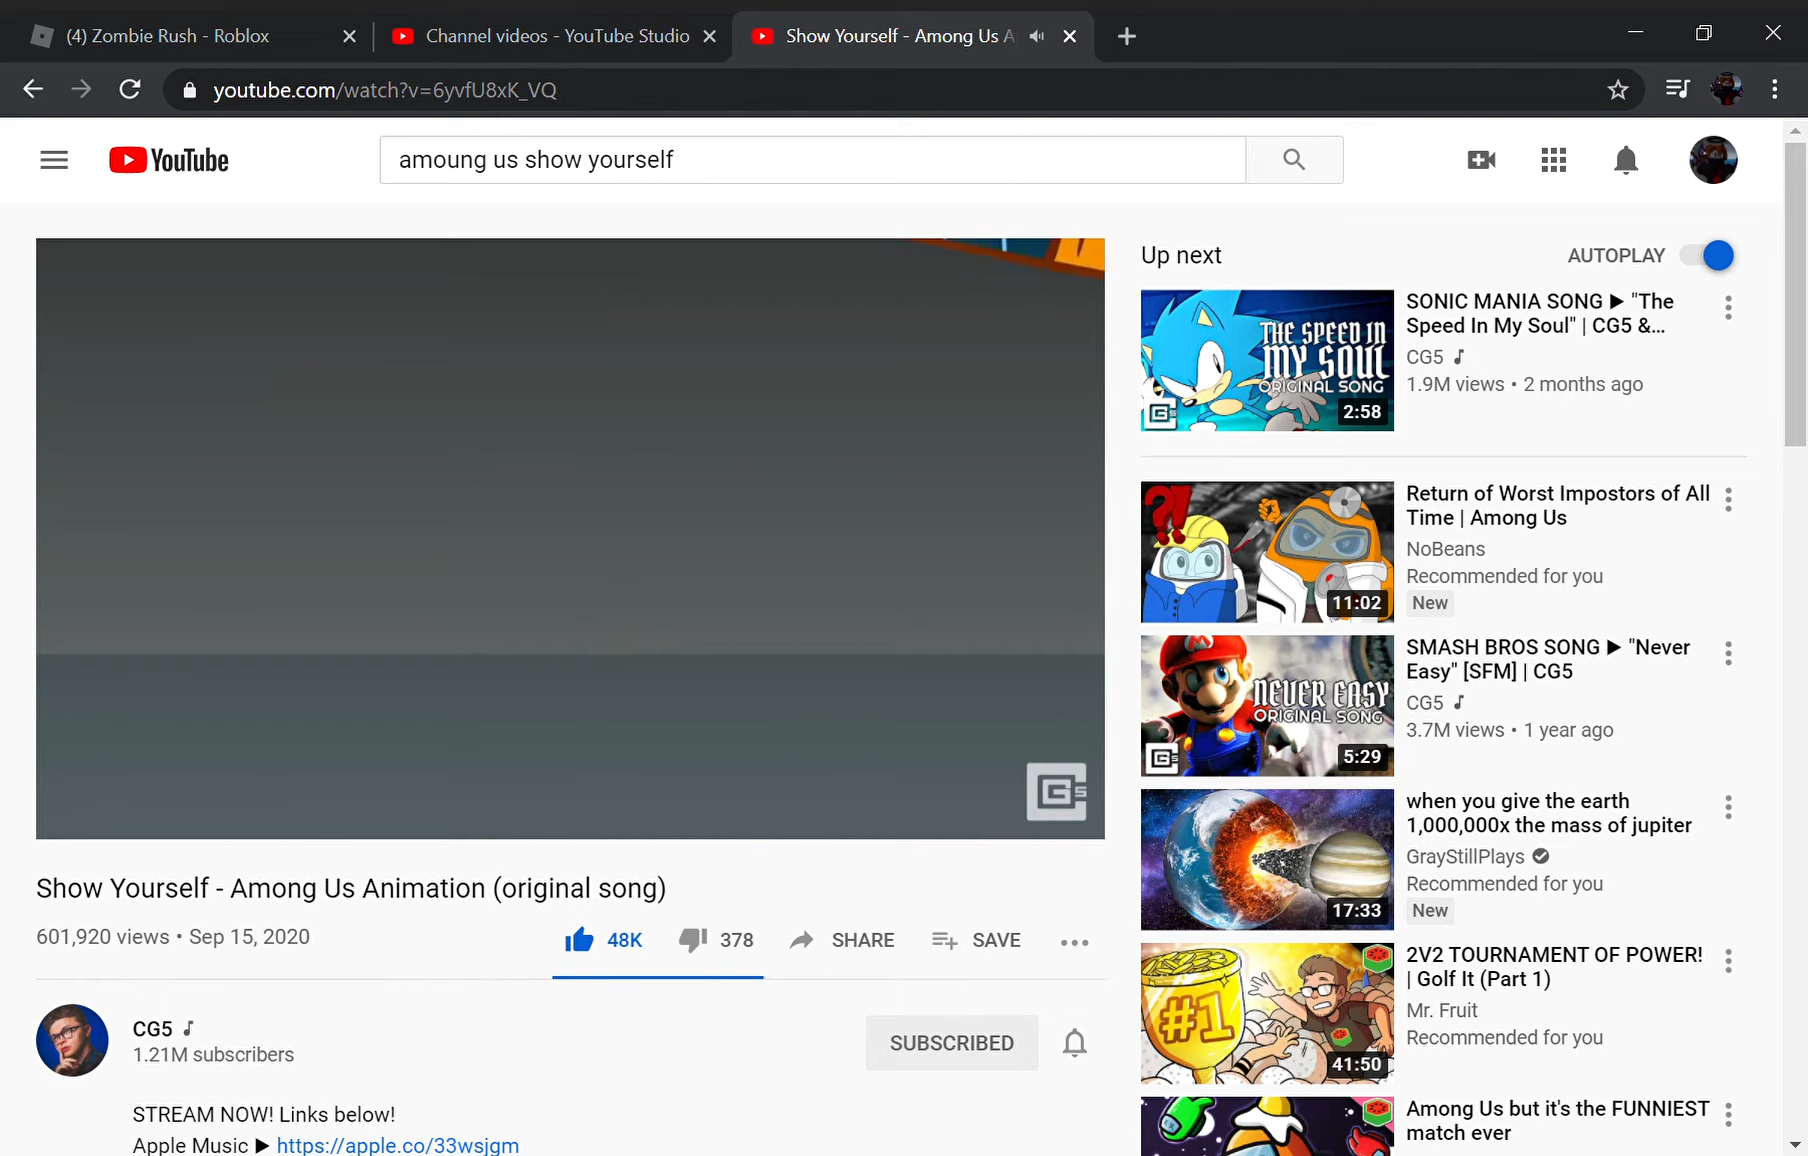 (4) Zombie Rush - Roblox
Channel videos - YouTube Studio
Show Yourself - Among Us A
youtube.com/watch?v=6yvfU8xK_VQ
YouTube
amoung us show yourself
Up next
AUTOPLAY
THE SPEED IN
MY SOUL
ORIGINAL SONG
2:58
SONIC MANIA SONG ► "The
Speed In My Soul" | CG5 &...
CG5 ♪
1.9M views • 2 months ago
?!
11:02
Return of Worst Impostors of All
Time | Among Us
NoBeans
Recommended for you
New
M
NEVER EASY
ORIGINAL SONG
5:29
SMASH BROS SONG ► "Never
Easy" [SFM] | CG5
CG5 ♪
3.7M views • 1 year ago
17:33
when you give the earth
1,000,000x the mass of jupiter
GrayStillPlays
Recommended for you
New
#1
41:50
2V2 TOURNAMENT OF POWER!
| Golf It (Part 1)
Mr. Fruit
Recommended for you
Among Us but it's the FUNNIEST
match ever
CG5
Show Yourself - Among Us Animation (original song)
601,920 views • Sep 15, 2020
48K
378
SHARE
SAVE
CG5 ♪
1.21M subscribers
SUBSCRIBED
STREAM NOW! Links below!
Apple Music ► https://apple.co/33wsjgm